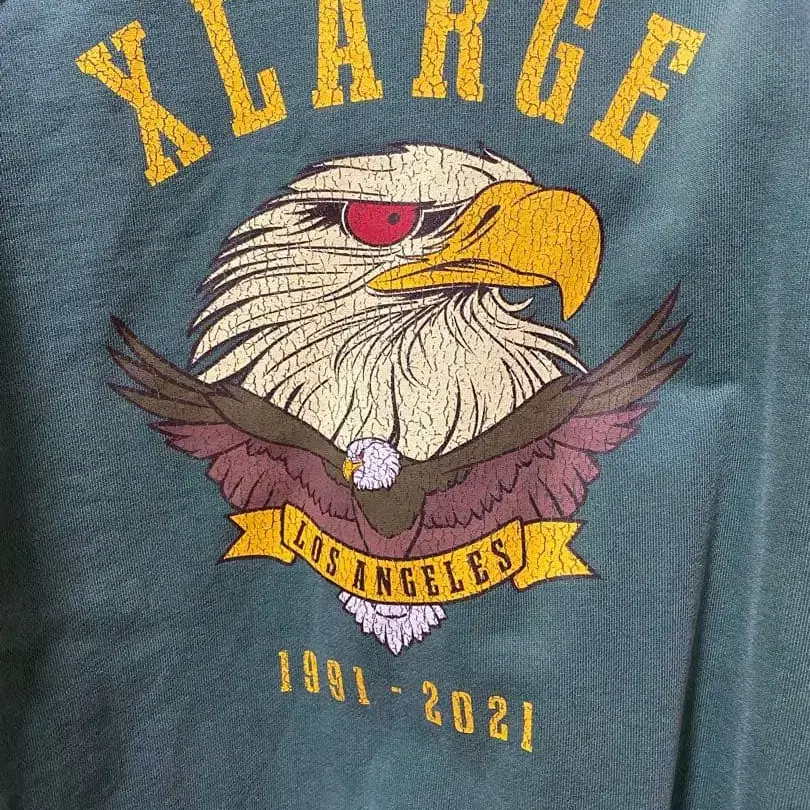 XLARGE
LOS ANGELES
1991 - 2021